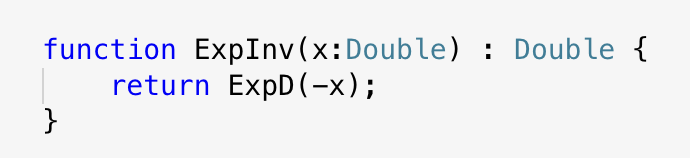 function ExpInv(x:Double) : Double {
    return ExpD(-x);
}